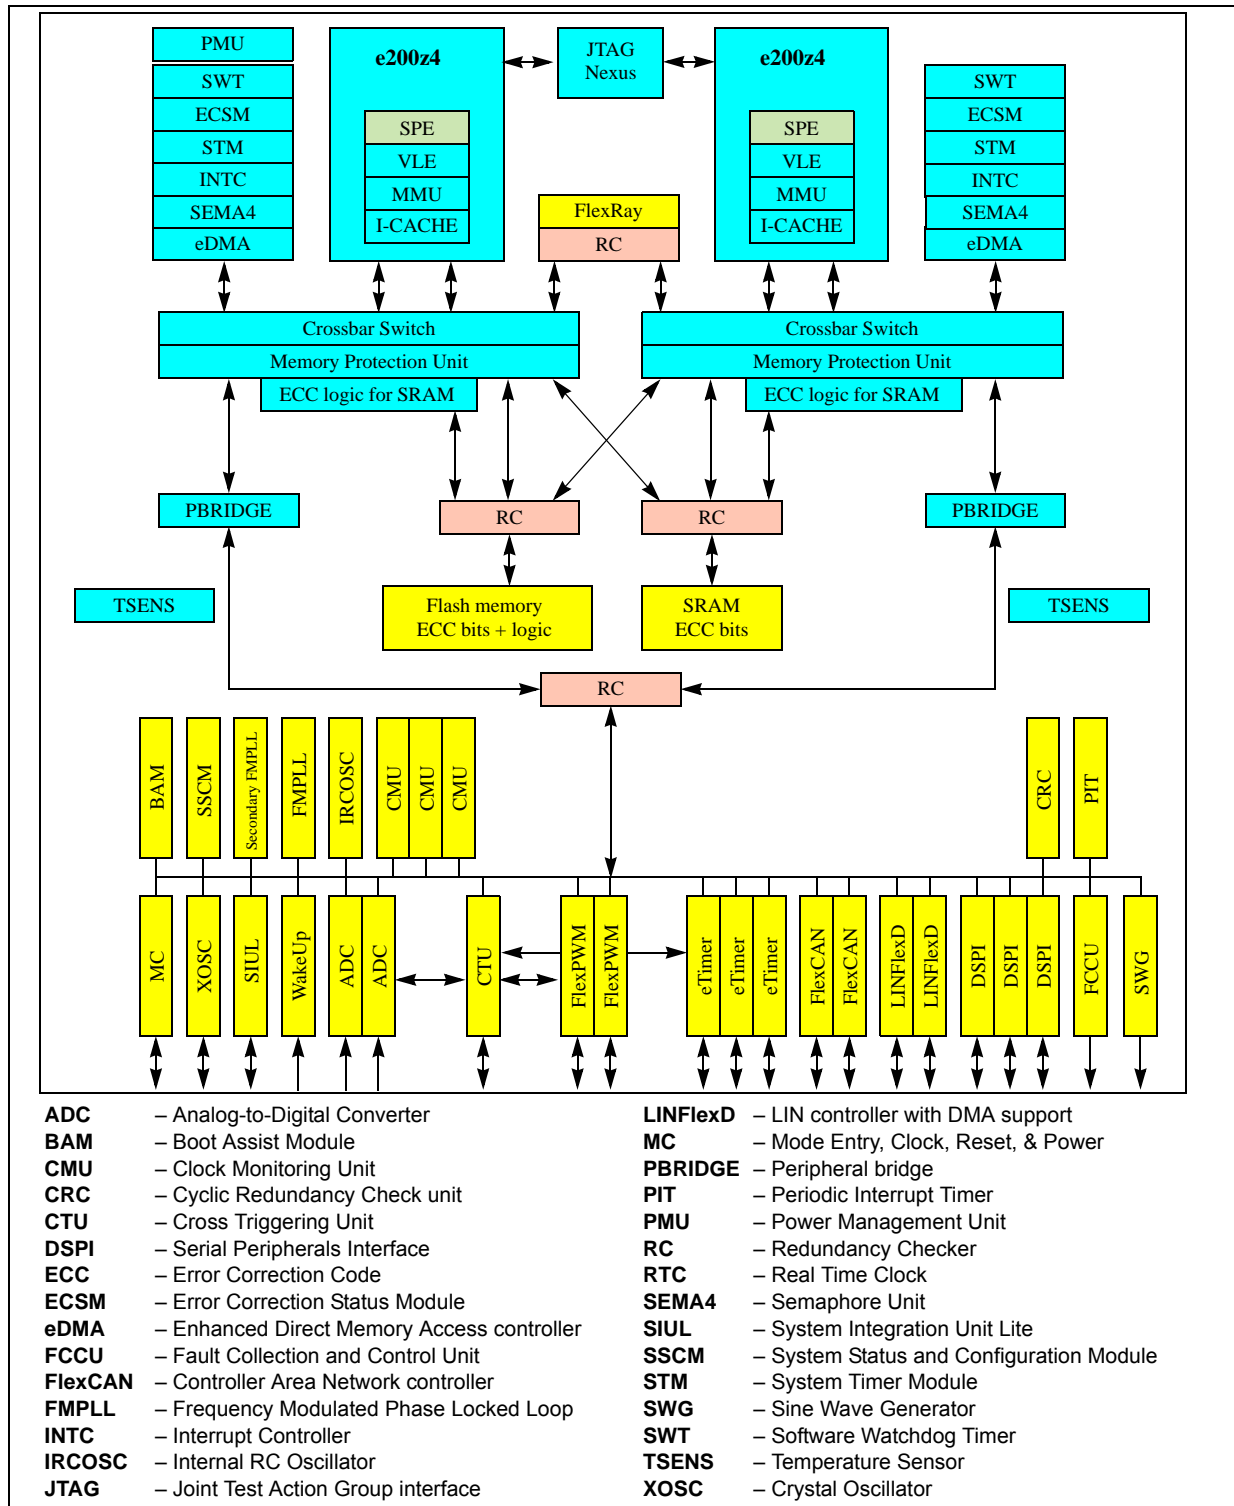 PMU
SWT
ECSM
STM
INTC
SEMA4
eDMA
e200z4
SPE
VLE
MMU
I-CACHE
JTAG
Nexus
FlexRay
RC
e200z4
SPE
VLE
MMU
I-CACHE
SWT
ECSM
STM
INTC
SEMA4
eDMA
Crossbar Switch
Memory Protection Unit
ECC logic for SRAM
Crossbar Switch
Memory Protection Unit
ECC logic for SRAM
PBRIDGE
RC
RC
PBRIDGE
TSENS
Flash memory
ECC bits + logic
SRAM
ECC bits
TSENS
RC
BAM
SSCM
Secondary FMPLL
FMPLL
IRCOSC
CMU
CMU
CMU
CRC
PIT
MC
XOSC
SIUL
WakeUp
ADC
ADC
CTU
FlexPWM
FlexPWM
eTimer
eTimer
eTimer
FlexCAN
FlexCAN
LINFlexD
LINFlexD
DSPI
DSPI
DSPI
FCCU
SWG
ADC – Analog-to-Digital Converter
BAM – Boot Assist Module
CMU – Clock Monitoring Unit
CRC – Cyclic Redundancy Check unit
CTU – Cross Triggering Unit
DSPI – Serial Peripherals Interface
ECC – Error Correction Code
ECSM – Error Correction Status Module
eDMA – Enhanced Direct Memory Access controller
FCCU – Fault Collection and Control Unit
FlexCAN – Controller Area Network controller
FMPLL – Frequency Modulated Phase Locked Loop
INTC – Interrupt Controller
IRCOSC – Internal RC Oscillator
JTAG – Joint Test Action Group interface
LINFlexD – LIN controller with DMA support
MC – Mode Entry, Clock, Reset, & Power
PBRIDGE – Peripheral bridge
PIT – Periodic Interrupt Timer
PMU – Power Management Unit
RC – Redundancy Checker
RTC – Real Time Clock
SEMA4 – Semaphore Unit
SIUL – System Integration Unit Lite
SSCM – System Status and Configuration Module
STM – System Timer Module
SWG – Sine Wave Generator
SWT – Software Watchdog Timer
TSENS – Temperature Sensor
XOSC – Crystal Oscillator